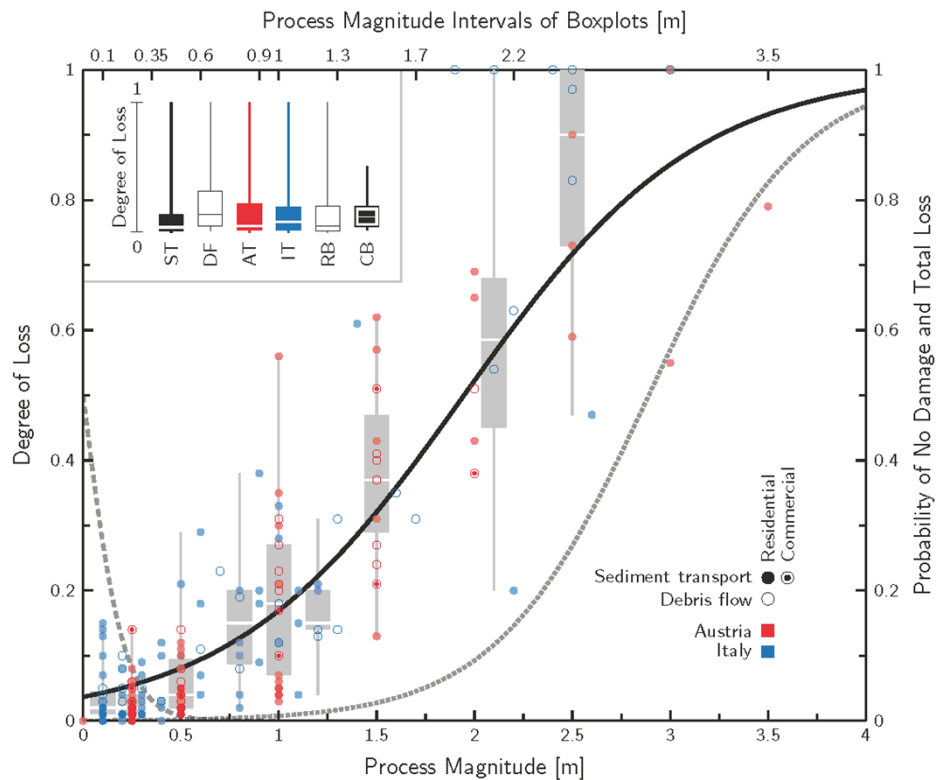 Process Magnitude Intervals of Boxplots [m]
0.1 0.35 0.6 0.9 1 1.3 1.7 2.2 3.5
1 1
1
Degree of Loss
0
ST DF AT IT RB CB
0.8 0.8
0.6 0.6
Degree of Loss
Probability of No Damage and Total Loss
0.4 0.4
Residential
Commercial
Sediment transport
Debris flow
0.2 0.2
Austria
Italy
0 0
0 0.5 1 1.5 2 2.5 3 3.5 4
Process Magnitude [m]